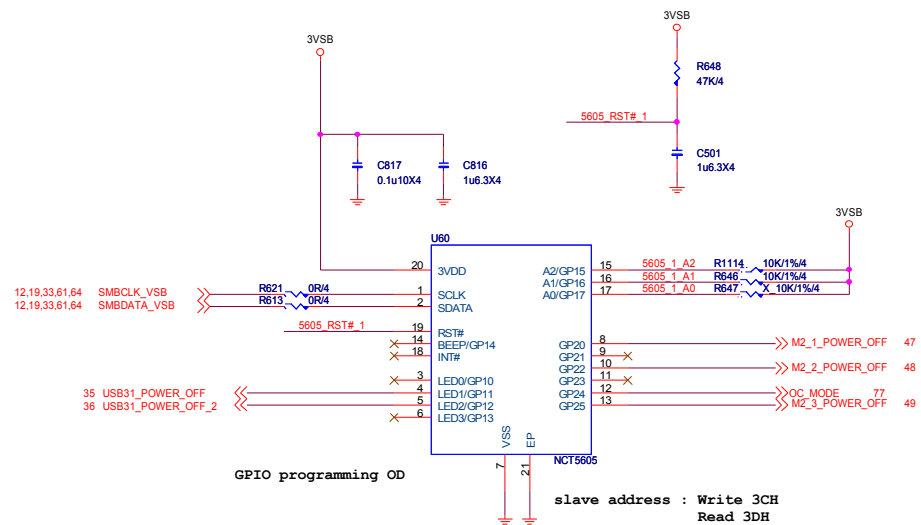 3VSB
3VSB
R648
47K/4
5605_RST#_1
C501
1u6.3X4
C817
0.1u10X4
C816
1u6.3X4
3VSB
U60
20 3VDD A2/GP15 15 5605_1_A2 R1114 10K/1%/4
A1/GP16 16 5605_1_A1 R646 10K/1%/4
12,19,33,61,64 SMBCLK_VSB R621 0R/4 1 SCLK A0/GP17 17 5605_1_A0 R647 X_10K/1%/4
12,19,33,61,64 SMBDATA_VSB R613 0R/4 2 SDATA
5605_RST#_1 19 RST#
14 BEEP/GP14 GP20 8 M2_1_POWER_OFF 47
18 INT# GP21 9
GP22 10 M2_2_POWER_OFF 48
3 LED0/GP10 GP23 11
35 USB31_POWER_OFF 4 LED1/GP11 GP24 12 OC_MODE 77
36 USB31_POWER_OFF_2 5 LED2/GP12 GP25 13 M2_3_POWER_OFF 49
6 LED3/GP13
VSS EP
7 21 NCT5605
GPIO programming OD
slave address : Write 3CH
Read 3DH